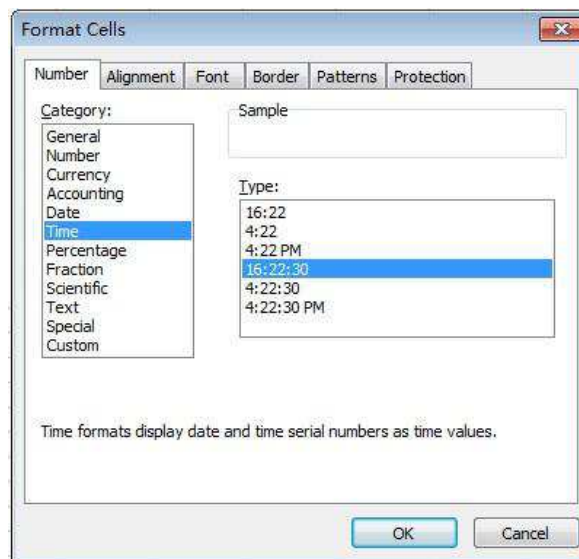 Format Cells
Number Alignment Font Border Patterns Protection
Category:
General
Number
Currency
Accounting
Date
Time
Percentage
Fraction
Scientific
Text
Special
Custom
Sample
Type:
16:22
4:22
4:22 PM
16:22:30
4:22:30
4:22:30 PM
Time formats display date and time serial numbers as time values.
OK Cancel